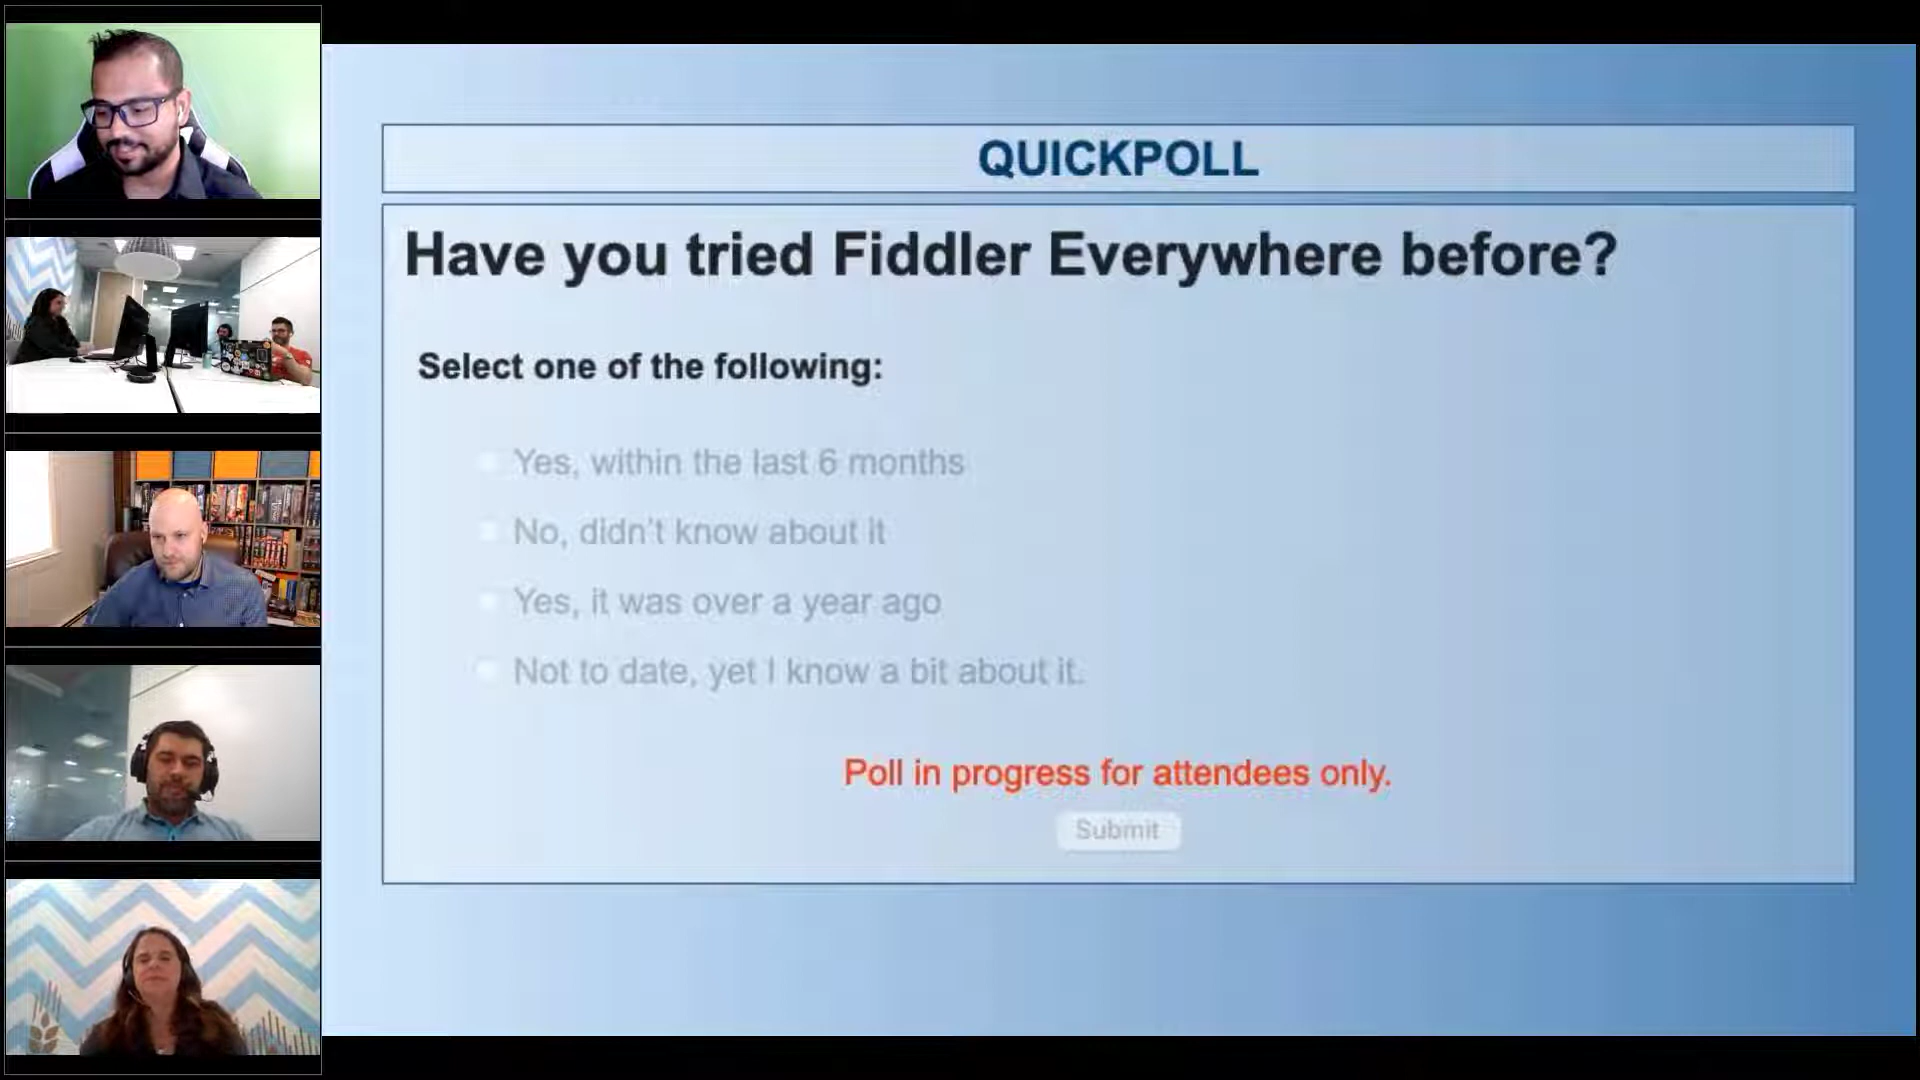 QUICKPOLL
Have you tried Fiddler Everywhere before?
Select one of the following:
Yes, within the last 6 months
No, didn't know about it
Yes, it was over a year ago
Not to date, yet I know a bit about it.
Poll in progress for attendees only.
Submit